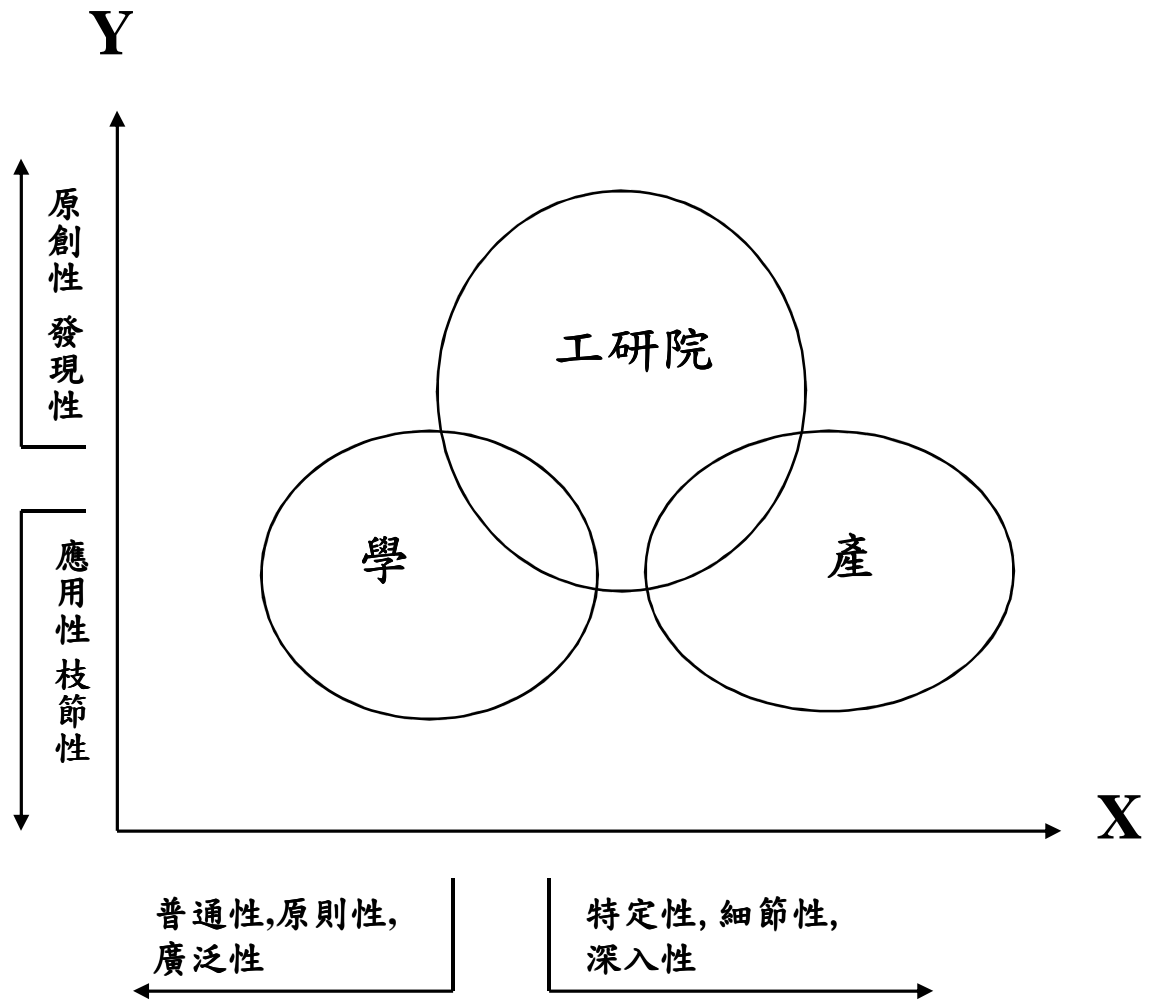 Y
原創性 發現性
工研院
學
產
應用性 枝節性
X
普通性,原則性,
廣泛性
特定性, 細節性,
深入性